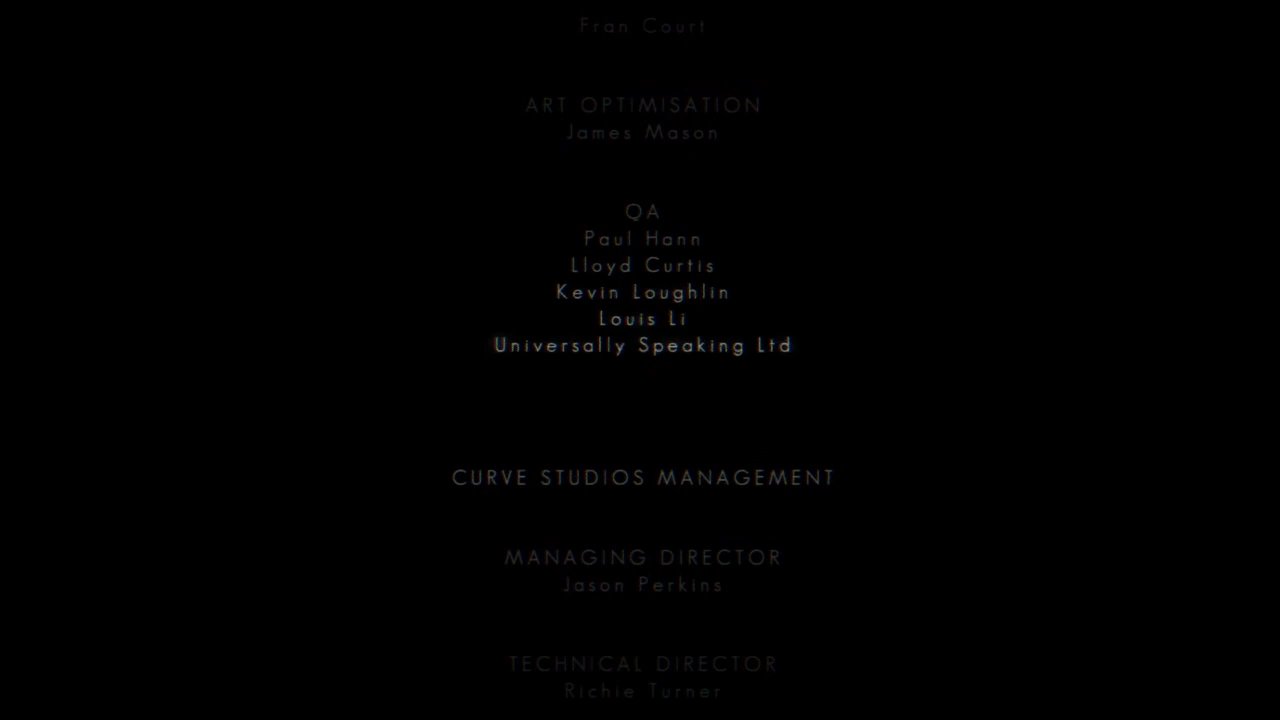 Fran Court
ART OPTIMISATION
James Mason
QA
Paul Hann
Lloyd Curtis
Kevin Loughlin
Louis Li
Universally Speaking Ltd
CURVE STUDIOS MANAGEMENT
MANAGING DIRECTOR
Jason Perkins
TECHNICAL DIRECTOR
Richie Turner